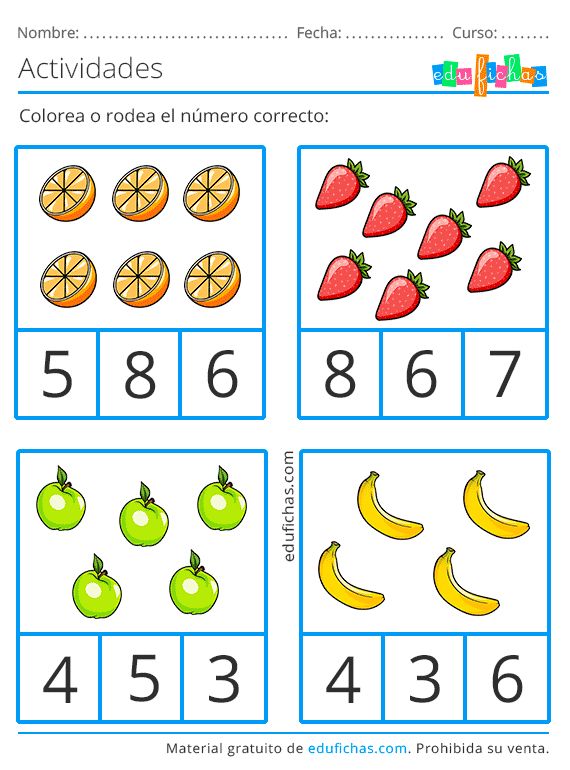 Nombre: ................................ Fecha: ................ Curso: ........
Actividades
edufichas
Colorea o rodea el número correcto:
5 8 6
8 6 7
edufichas.com
4 5 3
4 3 6
Material gratuito de edufichas.com. Prohibida su venta.